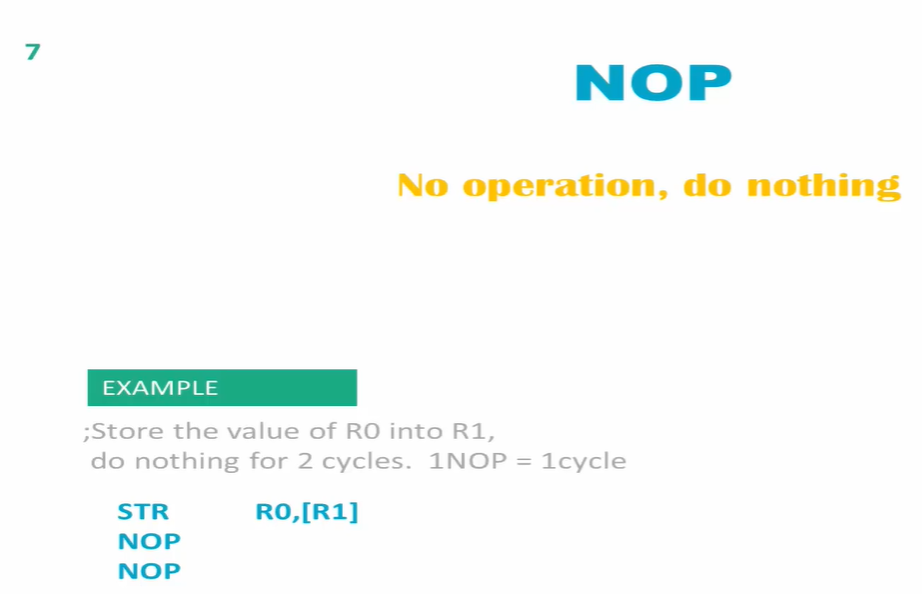 7
NOP
No operation, do nothing
EXAMPLE
;Store the value of R0 into R1,
do nothing for 2 cycles. 1NOP = 1cycle
STR R0,[R1]
NOP
NOP